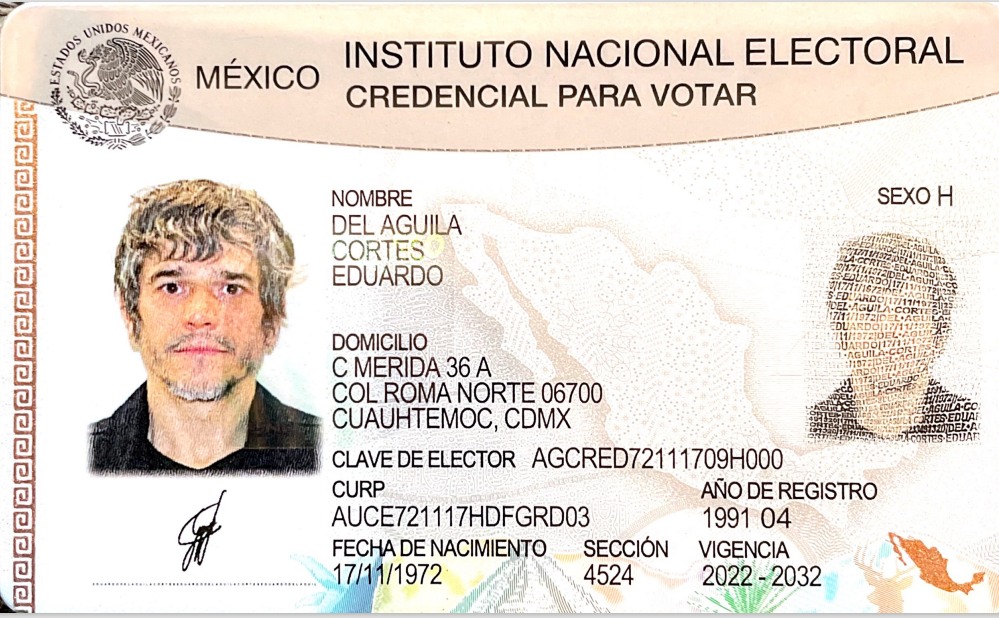 ESTADOS UNIDOS MEXICANOS
MÉXICO
INSTITUTO NACIONAL ELECTORAL
CREDENCIAL PARA VOTAR
NOMBRE
DEL AGUILA
CORTES
EDUARDO
SEXO H
DOMICILIO
C MERIDA 36 A
COL ROMA NORTE 06700
CUAUHTEMOC, CDMX
CLAVE DE ELECTOR AGCRED72111709H000
CURP
AUCE721117HDFGRD03
AÑO DE REGISTRO
1991 04
FECHA DE NACIMIENTO
17/11/1972
SECCIÓN
4524
VIGENCIA
2022 - 2032